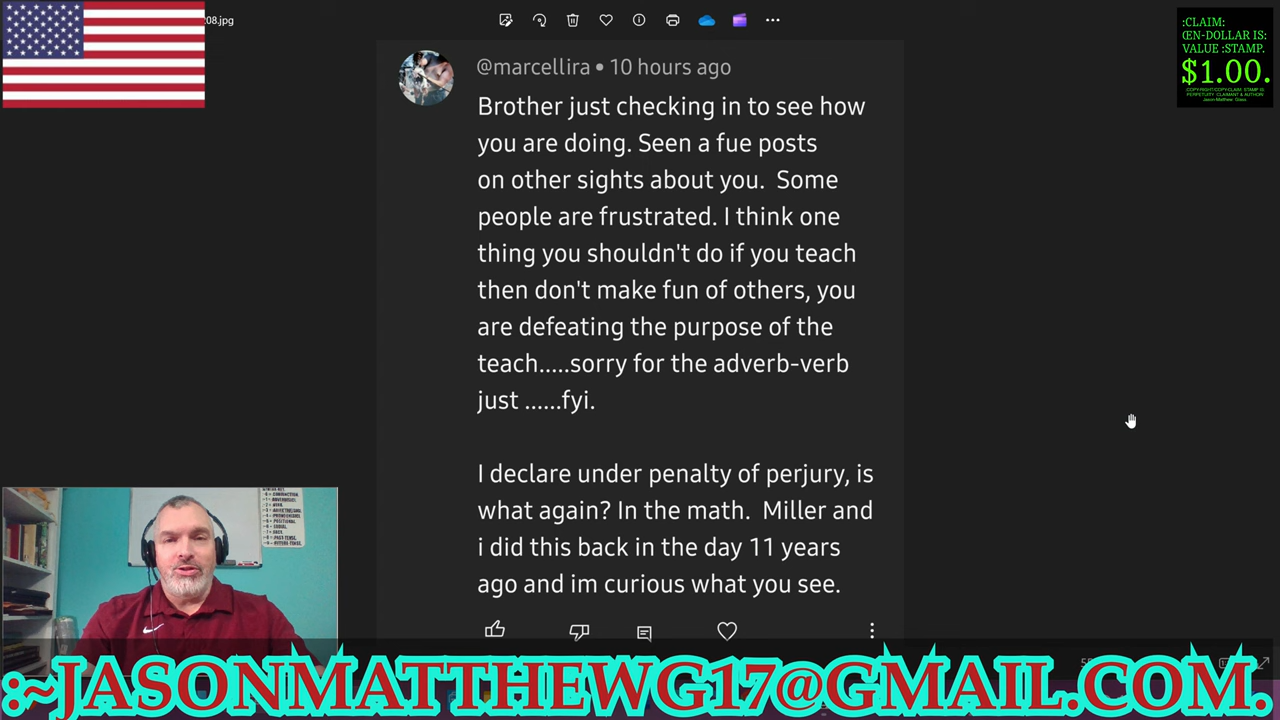 08.jpg
:CLAIM:
ŒN-DOLLAR IS:
VALUE :STAMP.
$1.00.
@marcellira • 10 hours ago
Brother just checking in to see how
you are doing. Seen a fue posts
on other sights about you.  Some
people are frustrated. I think one
thing you shouldn't do if you teach
then don't make fun of others, you
are defeating the purpose of the
teach.....sorry for the adverb-verb
just ......fyi.
I declare under penalty of perjury, is
what again? In the math.  Miller and
i did this back in the day 11 years
ago and im curious what you see.
:~JASONMATTHEWG17@GMAIL.COM.